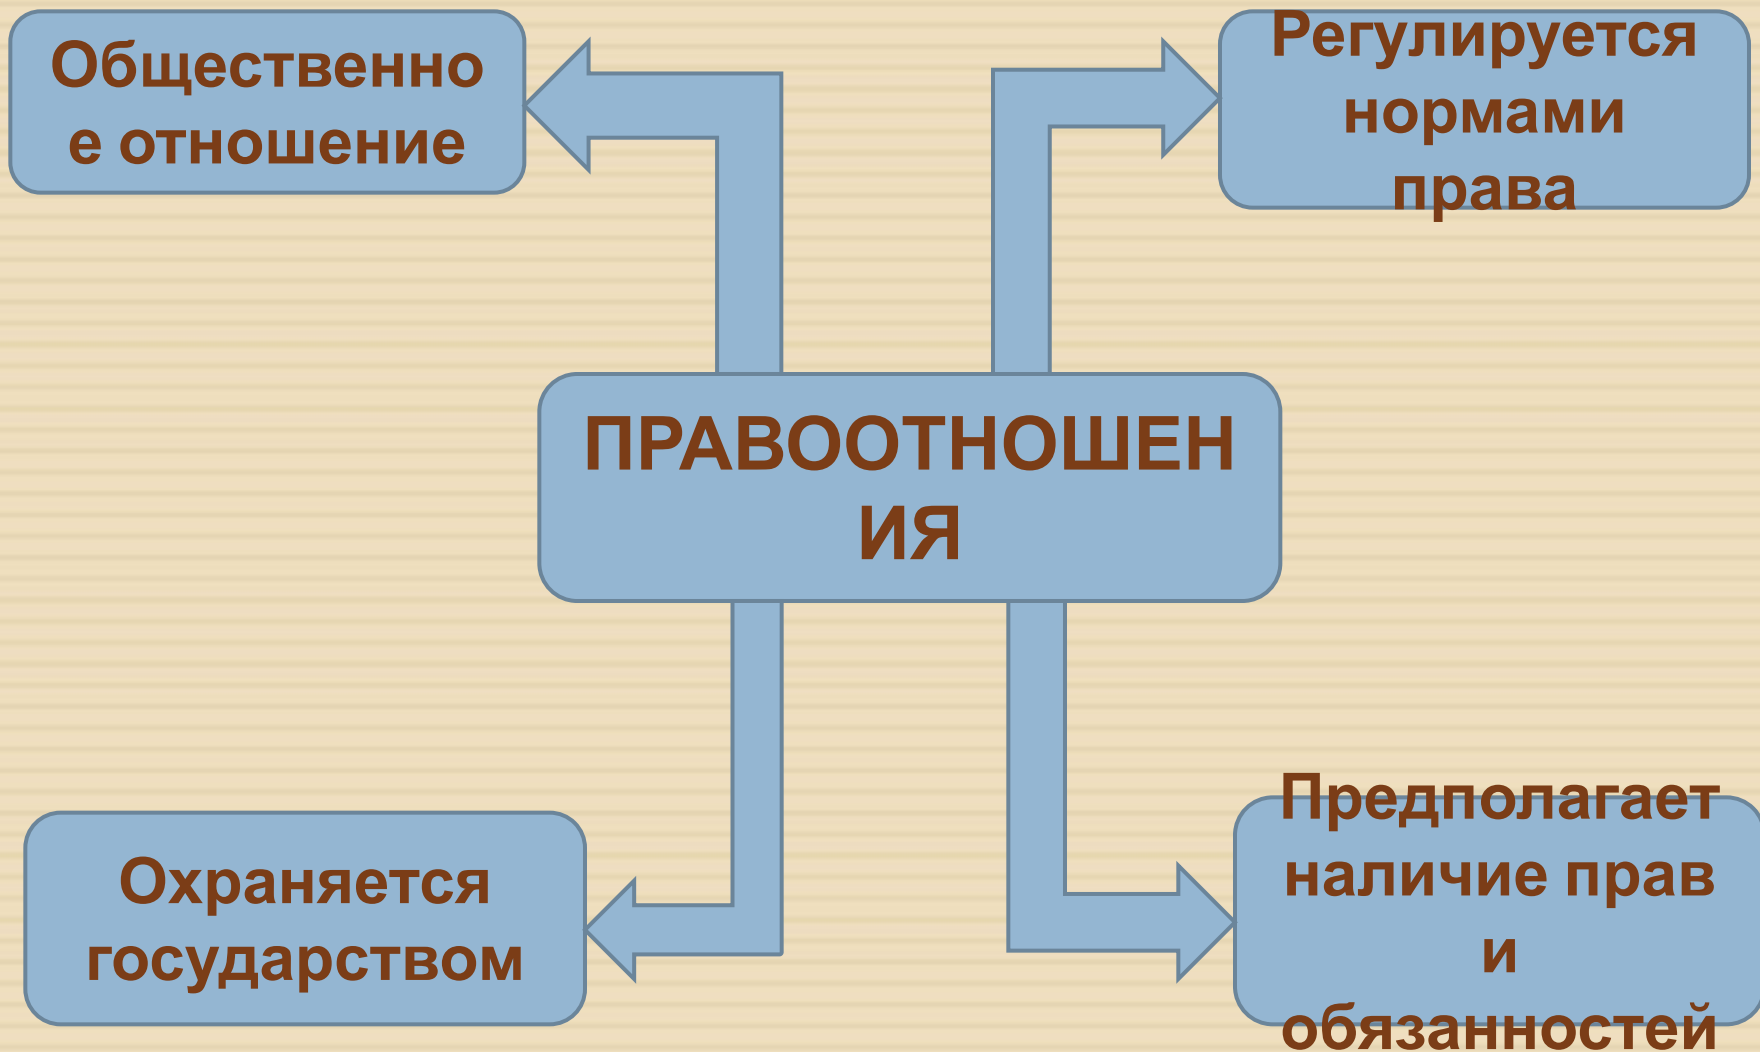 Общественно
е отношение
Регулируется
нормами
права
ПРАВООТНОШЕН
ИЯ
Охраняется
государством
Предполагает
наличие прав
и
обязанностей